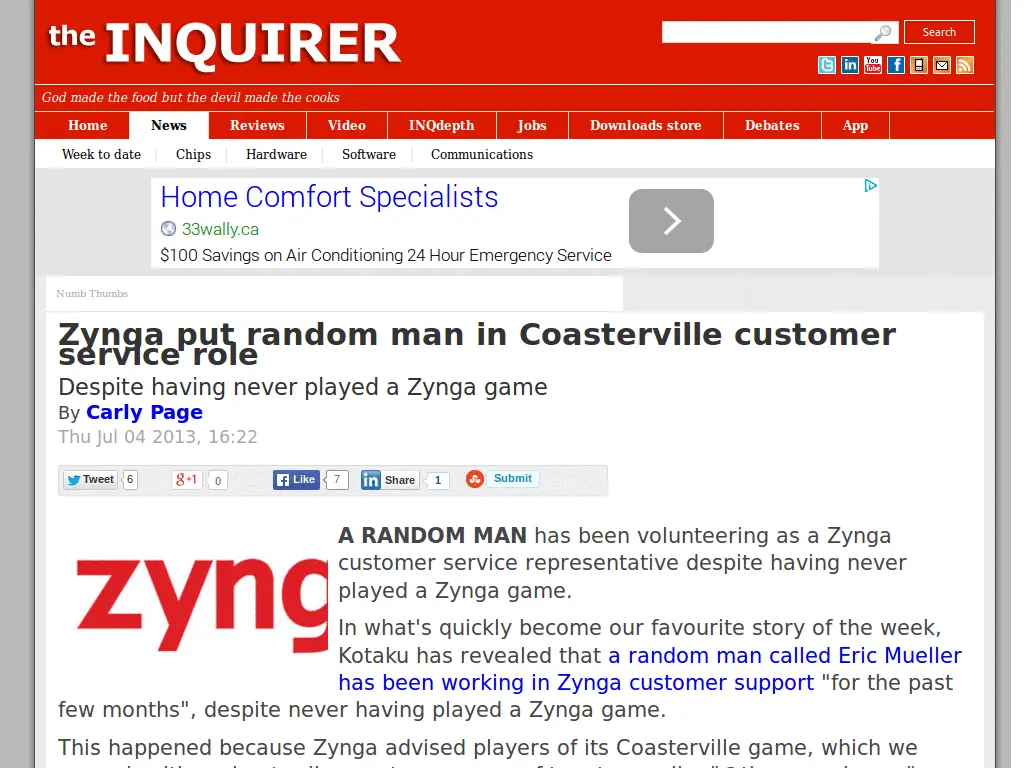 the INQUIRER
Search
God made the food but the devil made the cooks
Home News Reviews Video INQdepth Jobs Downloads store Debates App
Week to date Chips Hardware Software Communications
Home Comfort Specialists
33wally.ca
$100 Savings on Air Conditioning 24 Hour Emergency Service
Numb Thumbs
Zynga put random man in Coasterville customer
service role
Despite having never played a Zynga game
By Carly Page
Thu Jul 04 2013, 16:22
Tweet 6 g+1 0 Like 7 in Share 1 Submit
zyng
A RANDOM MAN has been volunteering as a Zynga
customer service representative despite having never
played a Zynga game.
In what's quickly become our favourite story of the week,
Kotaku has revealed that a random man called Eric Mueller
has been working in Zynga customer support "for the past
few months", despite never having played a Zynga game.
This happened because Zynga advised players of its Coasterville game, which we